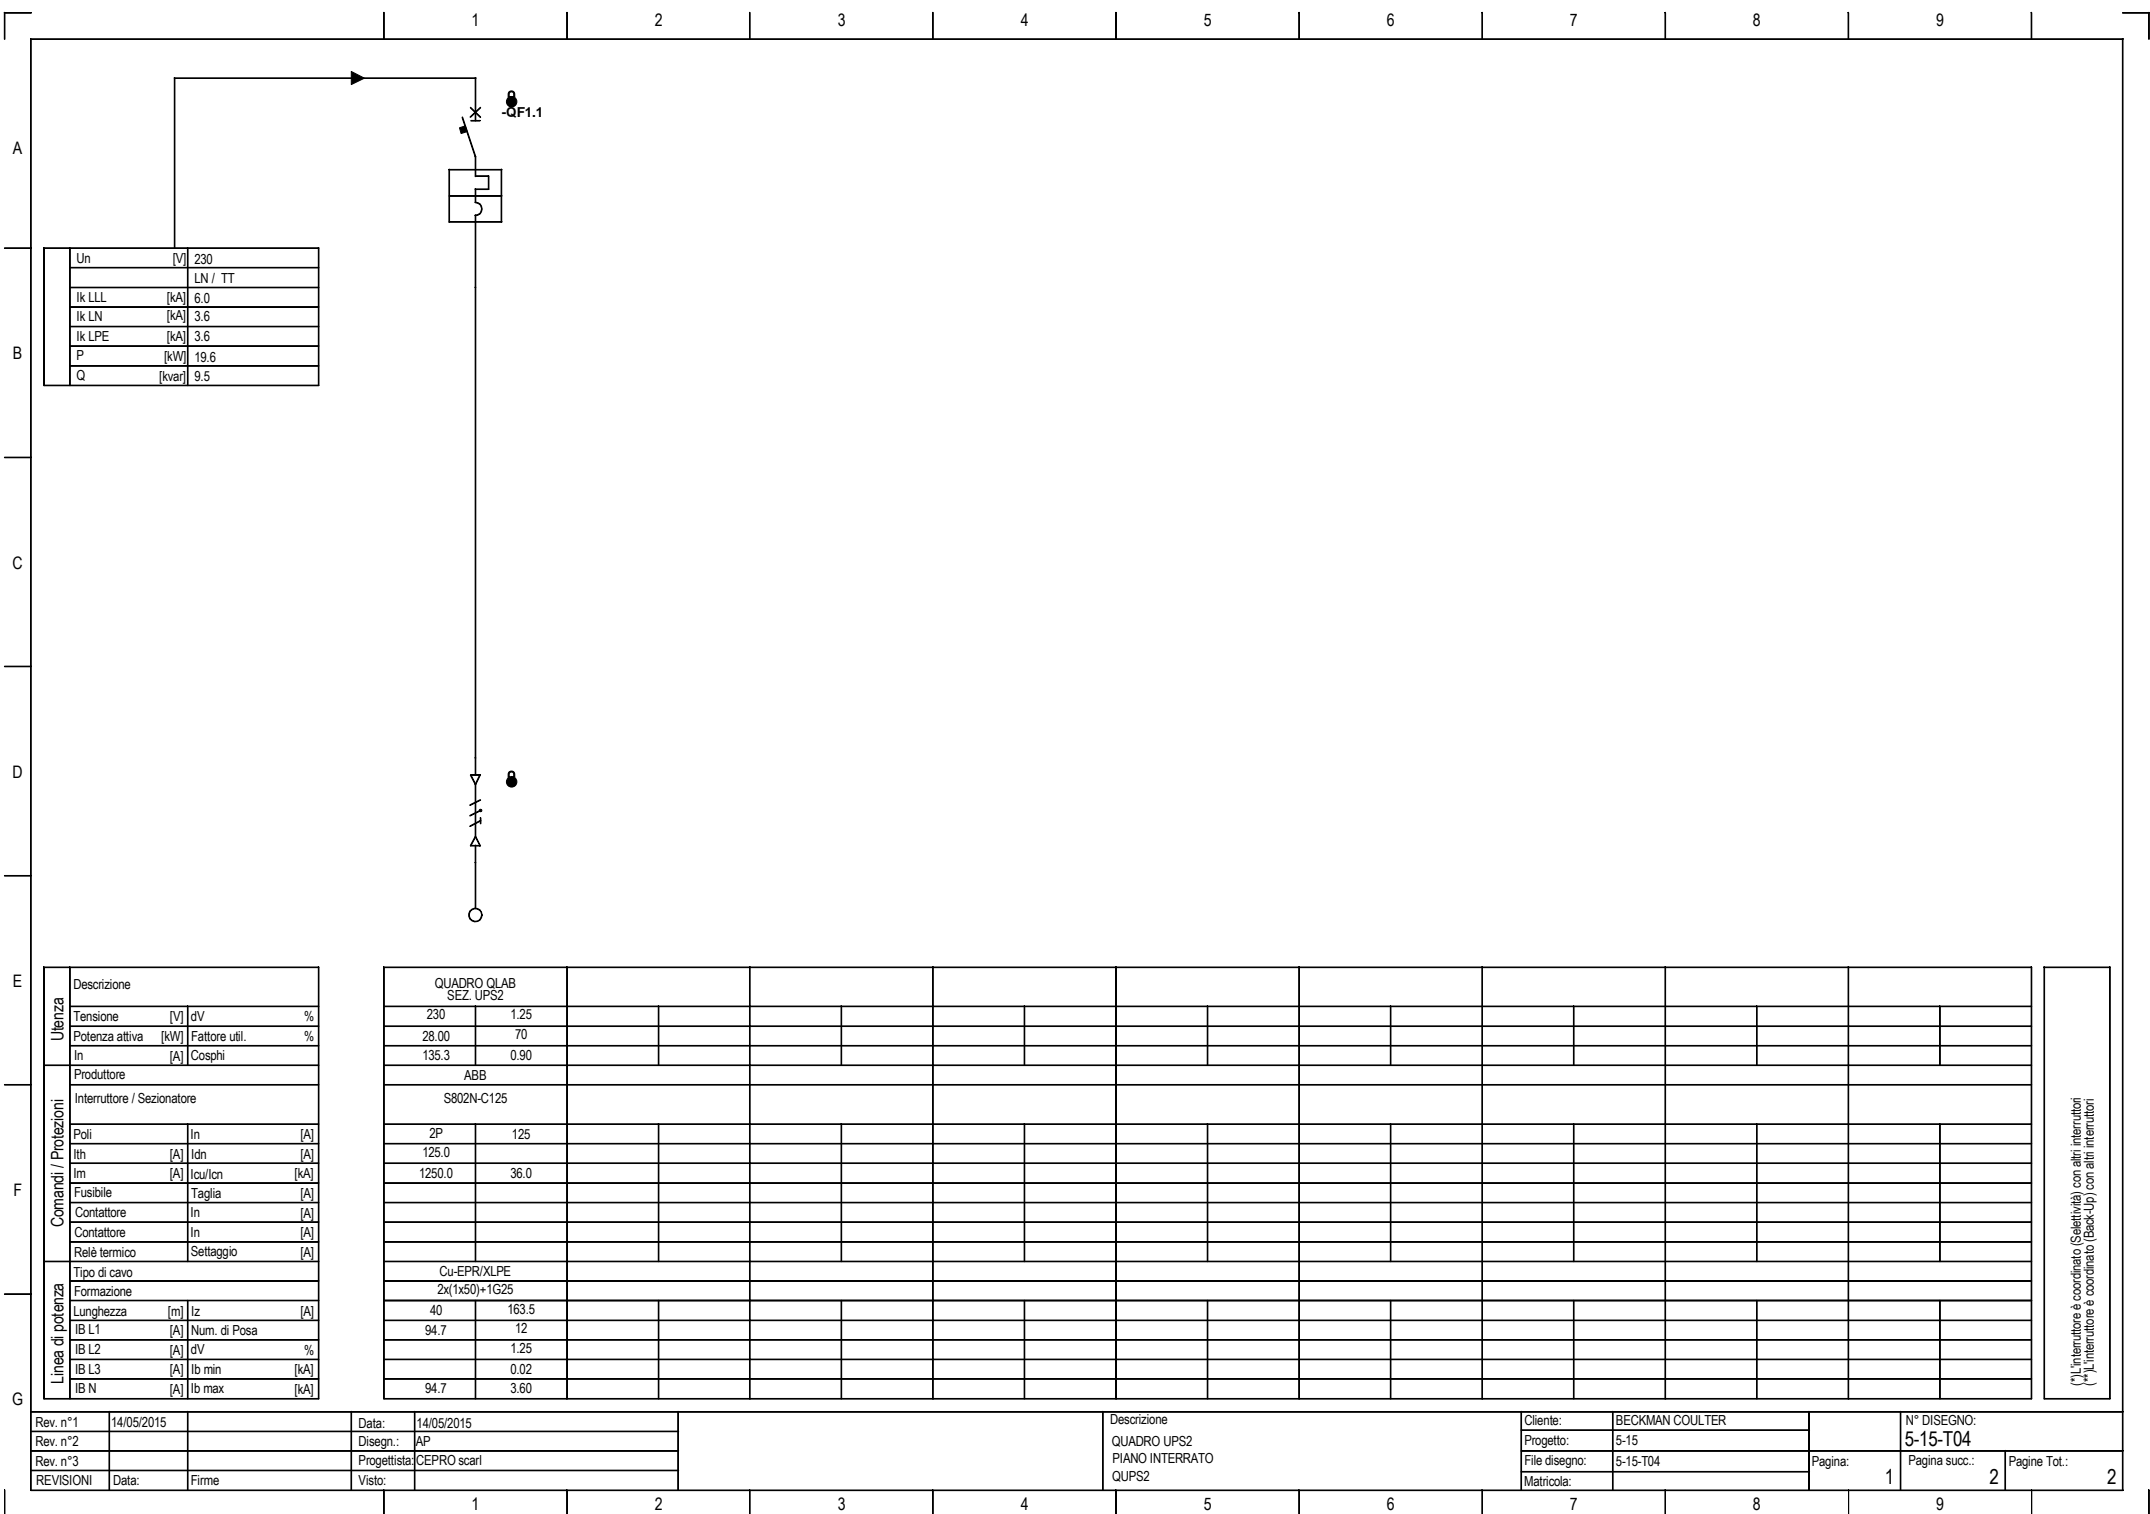 1 2 3 4 5 6 7 8 9
-QF1.1
A
Un [V] 230
LN / TT
Ik LLL [kA] 6.0
Ik LN [kA] 3.6
Ik LPE [kA] 3.6
B
P [kW] 19.6
Q [kvar] 9.5
C
D
E
Utenza
Descrizione QUADRO QLAB
SEZ. UPS2
Tensione [V] dV % 230 1.25
Potenza attiva [kW] Fattore util. % 28.00 70
In [A] Cosphi 135.3 0.90
Comandi / Protezioni
Produttore ABB
Interruttore / Sezionatore S802N-C125
Poli In [A] 2P 125
Ith [A] Idn [A] 125.0
Im [A] Icu/Icn [kA] 1250.0 36.0
F
Fusibile Taglia [A]
Contattore In [A]
Contattore In [A]
Relè termico Settaggio [A]
Linea di potenza
Tipo di cavo Cu-EPR/XLPE
Formazione 2x(1x50)+1G25
Lunghezza [m] Iz [A] 40 163.5
IB L1 [A] Num. di Posa 94.7 12
IB L2 [A] dV % 1.25
IB L3 [A] Ib min [kA] 0.02
IB N [A] Ib max [kA] 94.7 3.60
G
(*)L'interruttore è coordinato (Selettività) con altri interruttori
(**)L'interruttore è coordinato (Back-Up) con altri interruttori
Rev. n°1 14/05/2015 Data: 14/05/2015 Descrizione Cliente: BECKMAN COULTER N° DISEGNO:
Rev. n°2 Disegn.: AP QUADRO UPS2 Progetto: 5-15 5-15-T04
Rev. n°3 Progettista: CEPRO scarl PIANO INTERRATO File disegno: 5-15-T04 Pagina: 1 Pagina succ.: 2 Pagine Tot.: 2
REVISIONI Data: Firme Visto: QUPS2 Matricola:
1 2 3 4 5 6 7 8 9